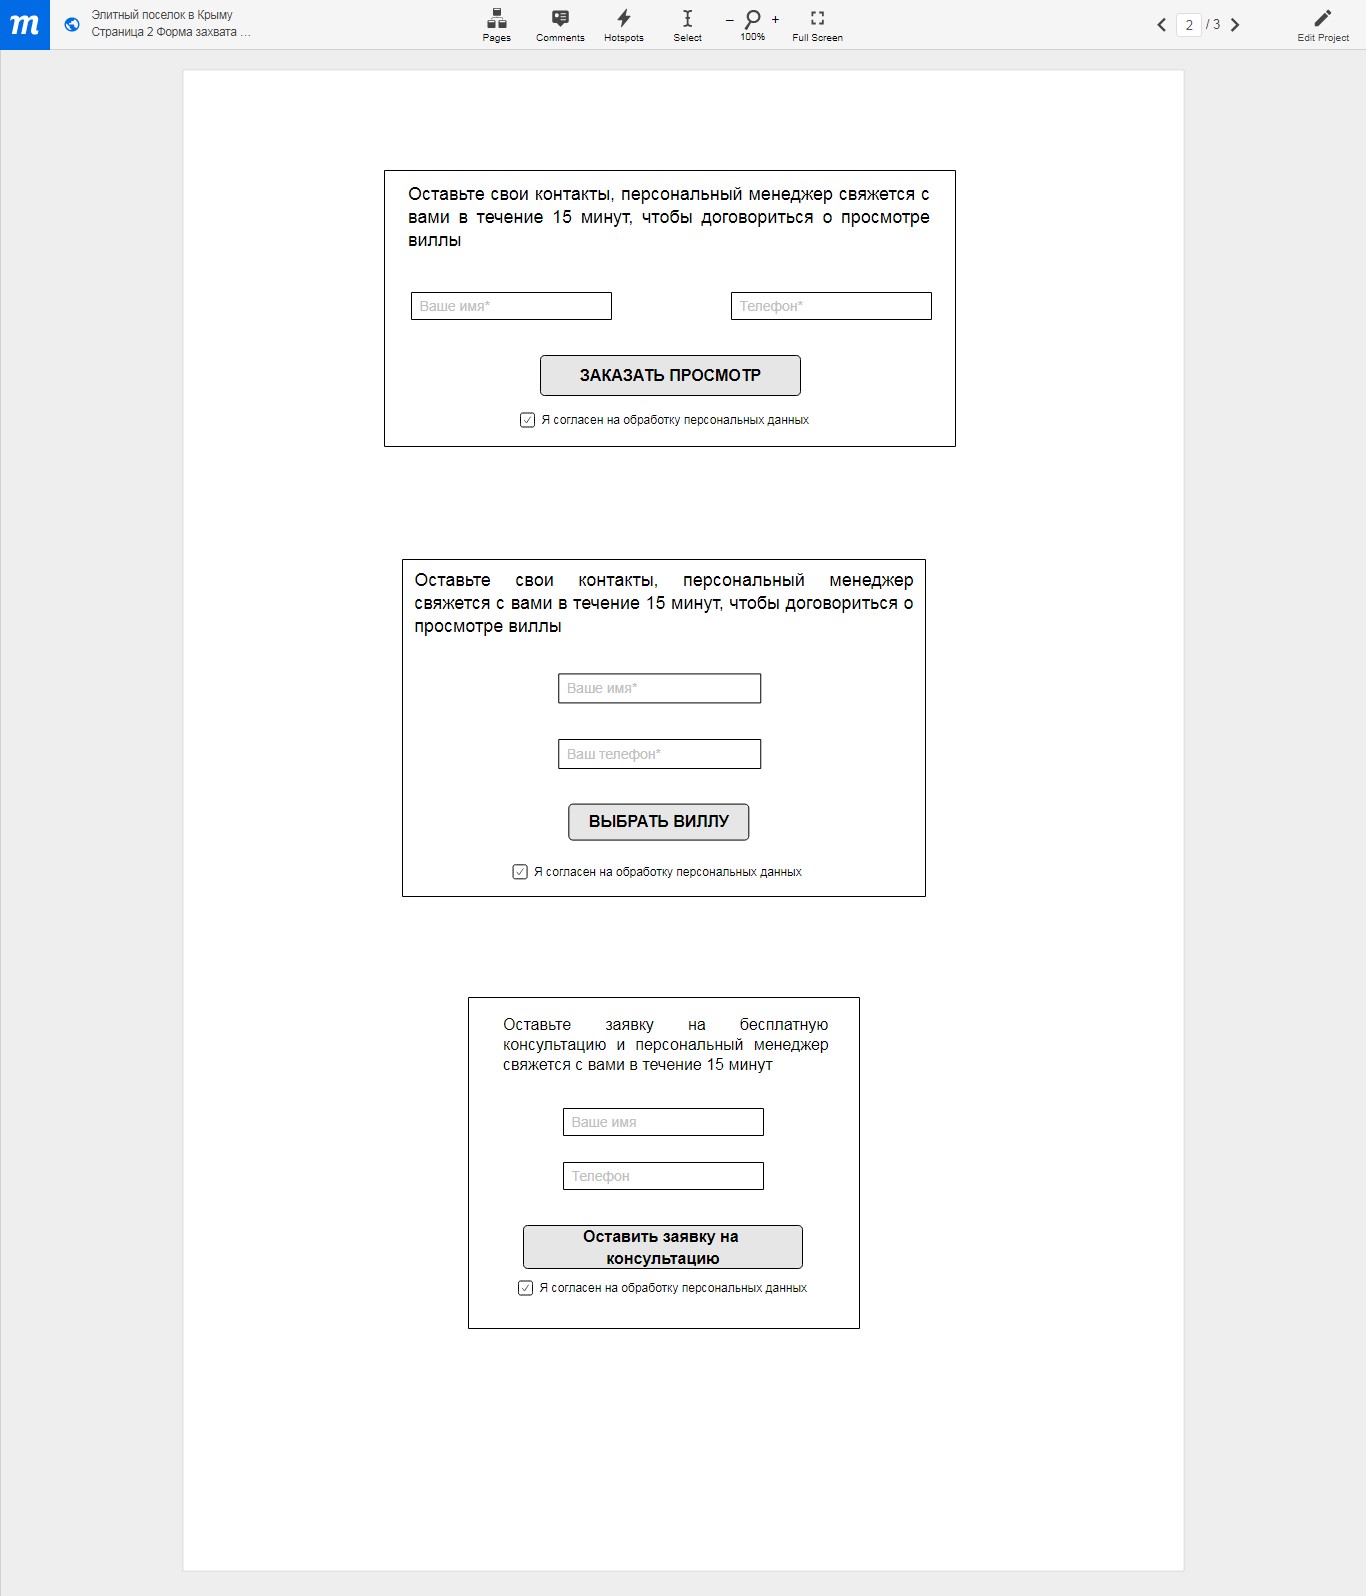 m
Элитный поселок в Крыму
Страница 2 Форма захвата ...
Pages
Comments
Hotspots
Select
– +
100%
Full Screen
2 / 3
Edit Project
Оставьте свои контакты, персональный менеджер свяжется с
вами в течение 15 минут, чтобы договориться о просмотре
виллы
Ваше имя*
Телефон*
ЗАКАЗАТЬ ПРОСМОТР
Я согласен на обработку персональных данных
Оставьте свои контакты, персональный менеджер
свяжется с вами в течение 15 минут, чтобы договориться о
просмотре виллы
Ваше имя*
Ваш телефон*
ВЫБРАТЬ ВИЛЛУ
Я согласен на обработку персональных данных
Оставьте заявку на бесплатную
консультацию и персональный менеджер
свяжется с вами в течение 15 минут
Ваше имя
Телефон
Оставить заявку на
консультацию
Я согласен на обработку персональных данных